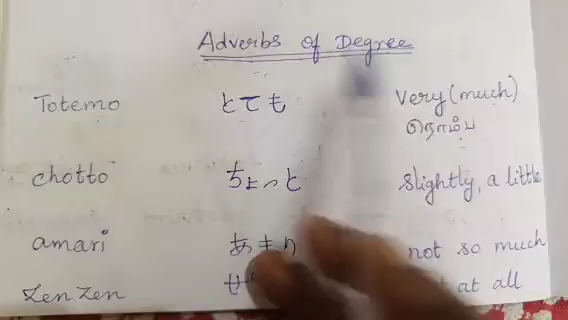 Adverbs of Degree
Totemo とても Very (much)
ரொம்ப
chotto ちょっと slightly, a little
amari あまり not so much
Zen Zen at all